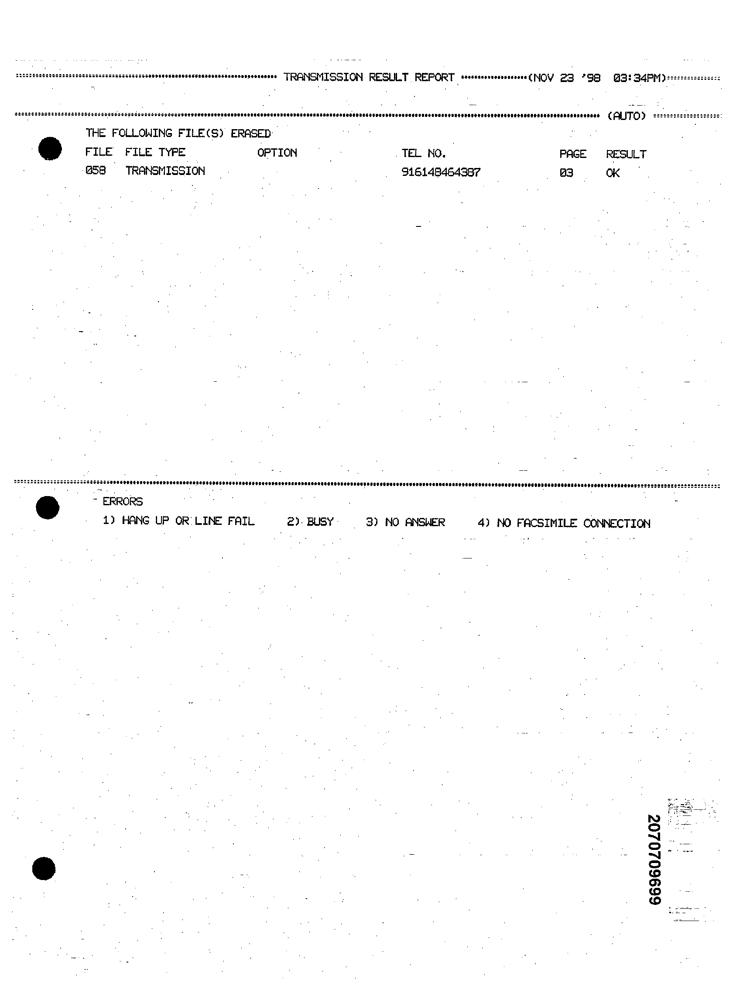 TRANSMISSION RESULT REPORT (NOV 23 '98 03:34PM)
(AUTO)
THE FOLLOWING FILE(S) ERASED
FILE FILE TYPE OPTION TEL NO. PAGE RESULT
058 TRANSMISSION 916148464387 03 OK
- ERRORS
1) HANG UP OR LINE FAIL 2) BUSY 3) NO ANSWER 4) NO FACSIMILE CONNECTION
2070709699